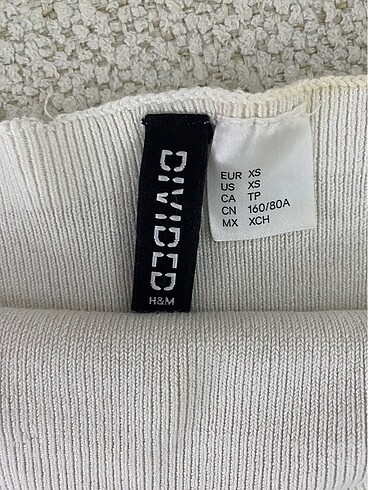 DIVIDED
H&M
EUR XS
US XS
CA TP
CN 160/80A
MX XCH